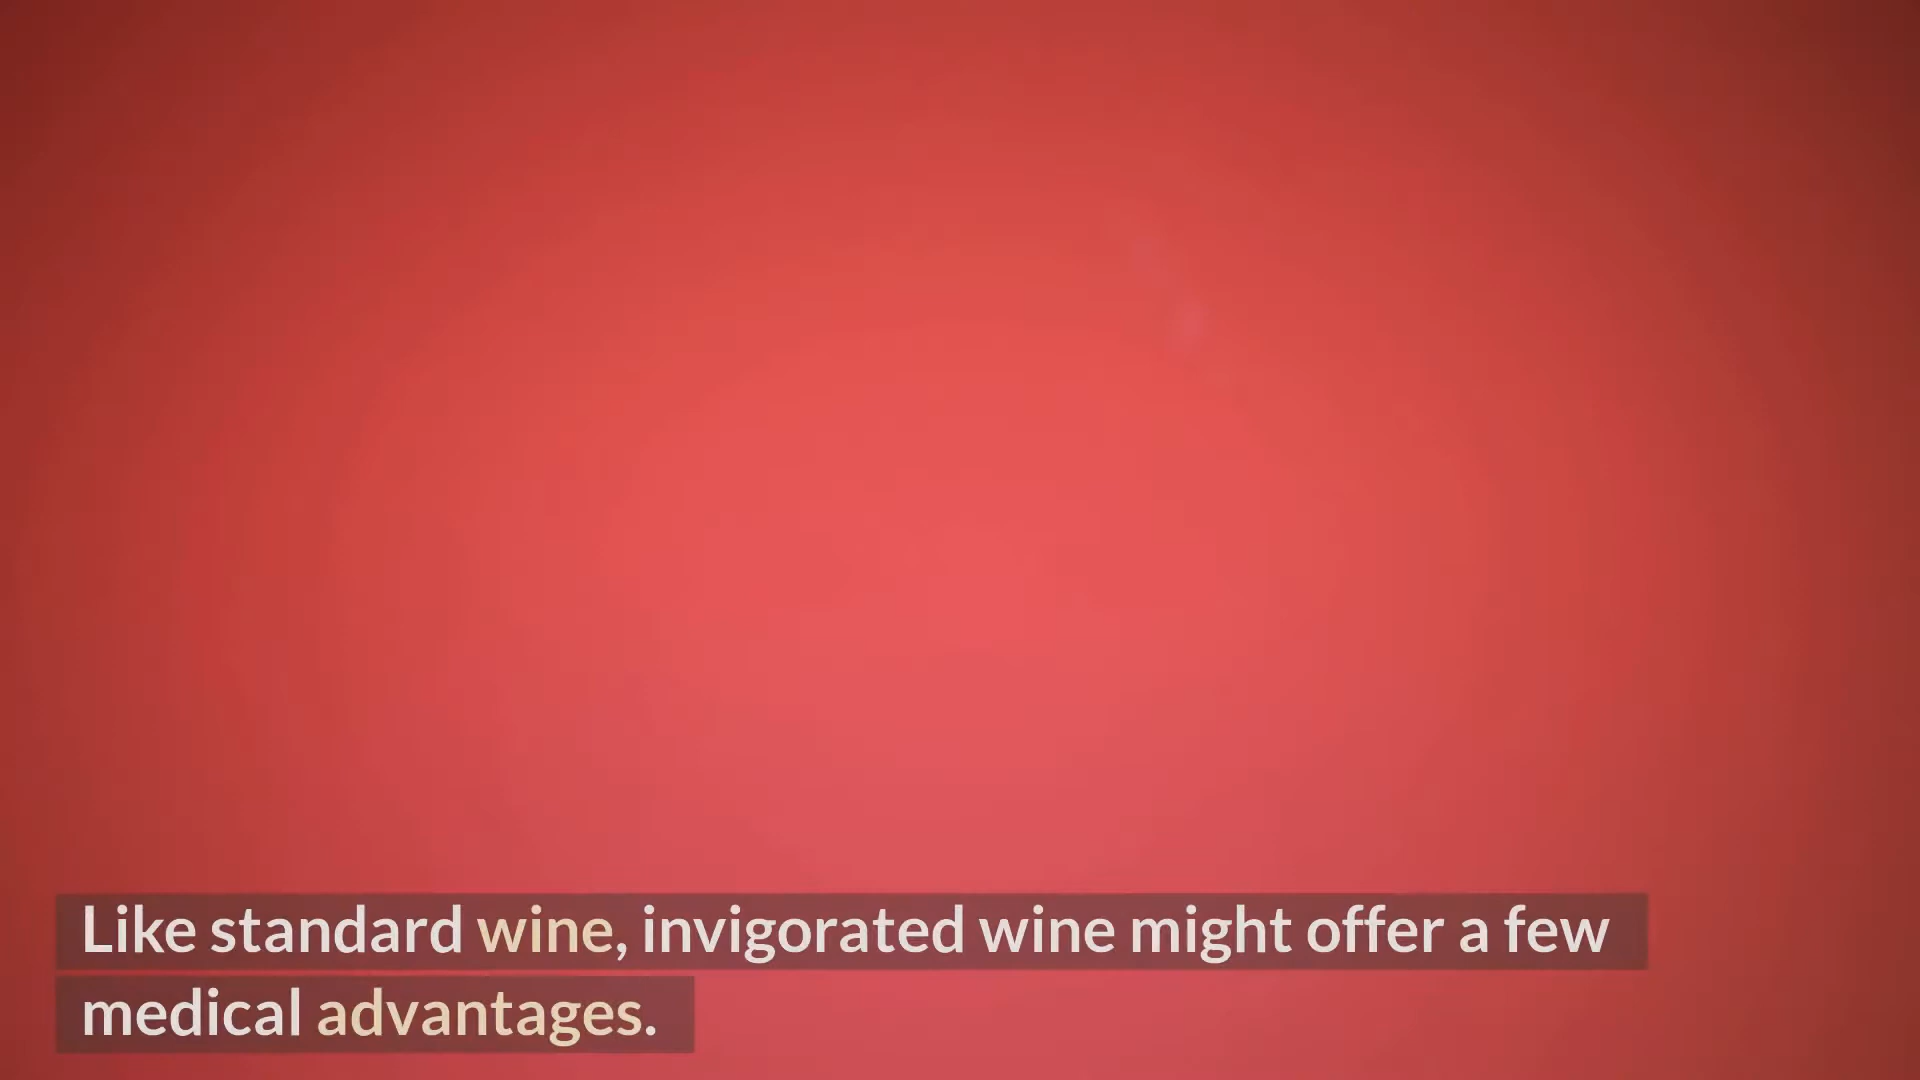 Like standard wine, invigorated wine might offer a few
medical advantages.